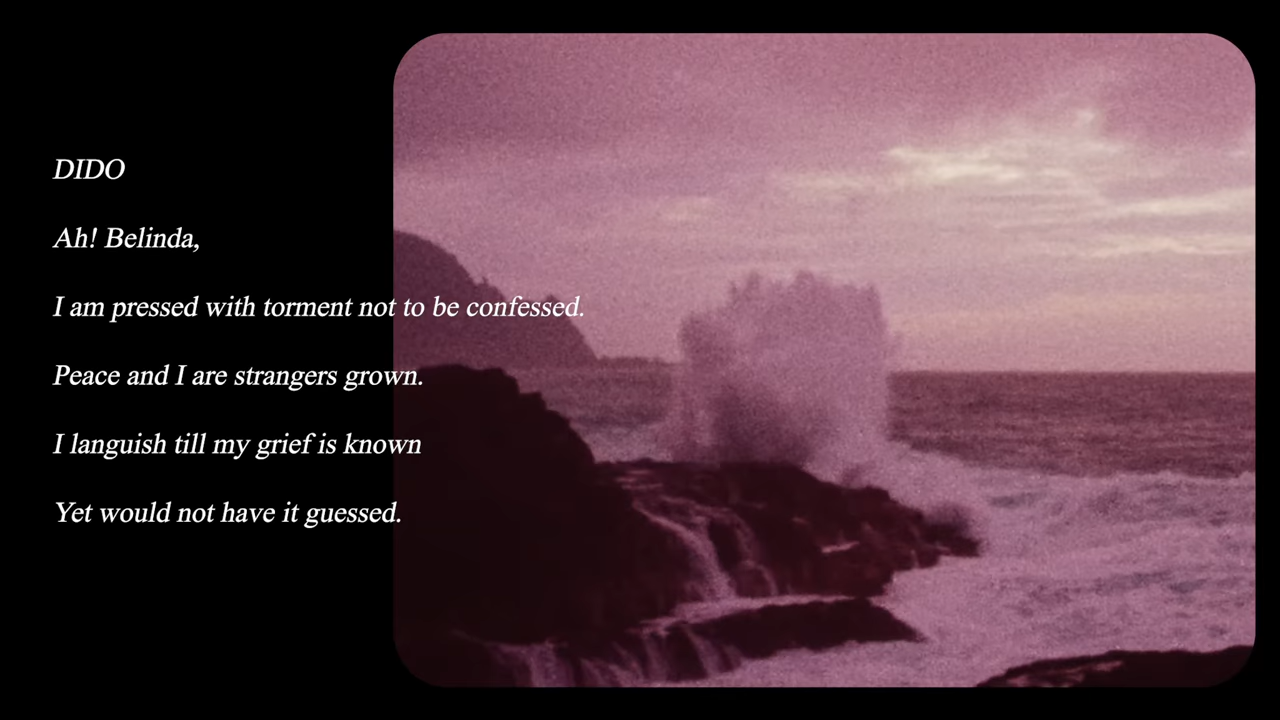 DIDO
Ah! Belinda,
I am pressed with torment not to be confessed.
Peace and I are strangers grown.
I languish till my grief is known
Yet would not have it guessed.